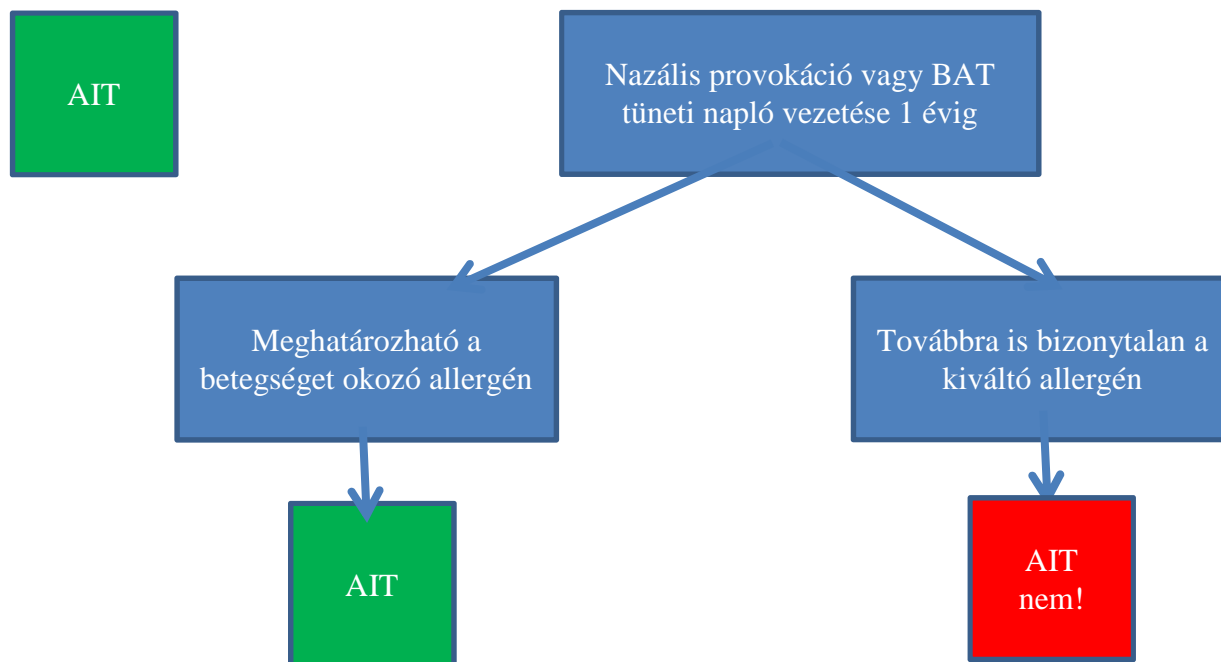 AIT
Nazális provokáció vagy BAT
tüneti napló vezetése 1 évig
Meghatározható a
betegséget okozó allergén
Továbbra is bizonytalan a
kiváltó allergén
AIT
AIT
nem!